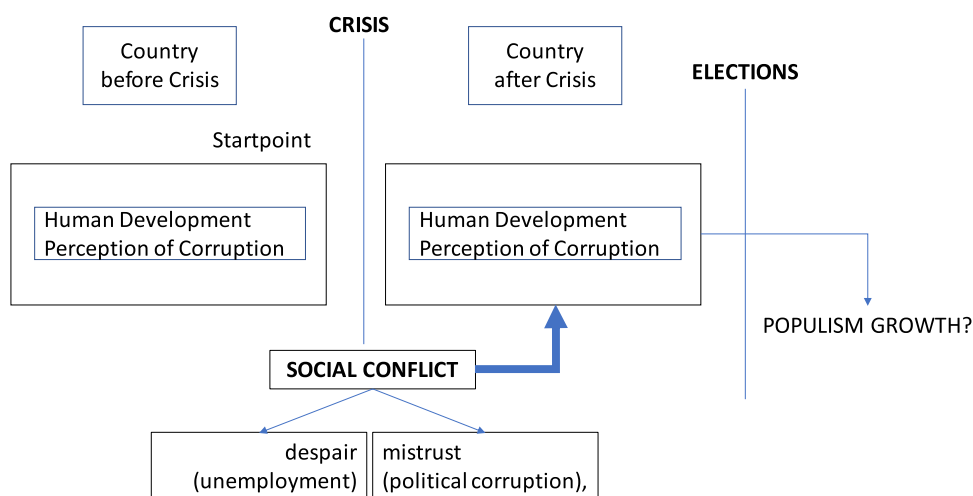 CRISIS
Country
before Crisis
Country
after Crisis
ELECTIONS
Startpoint
Human Development
Perception of Corruption
Human Development
Perception of Corruption
POPULISM GROWTH?
SOCIAL CONFLICT
despair
(unemployment)
mistrust
(political corruption),